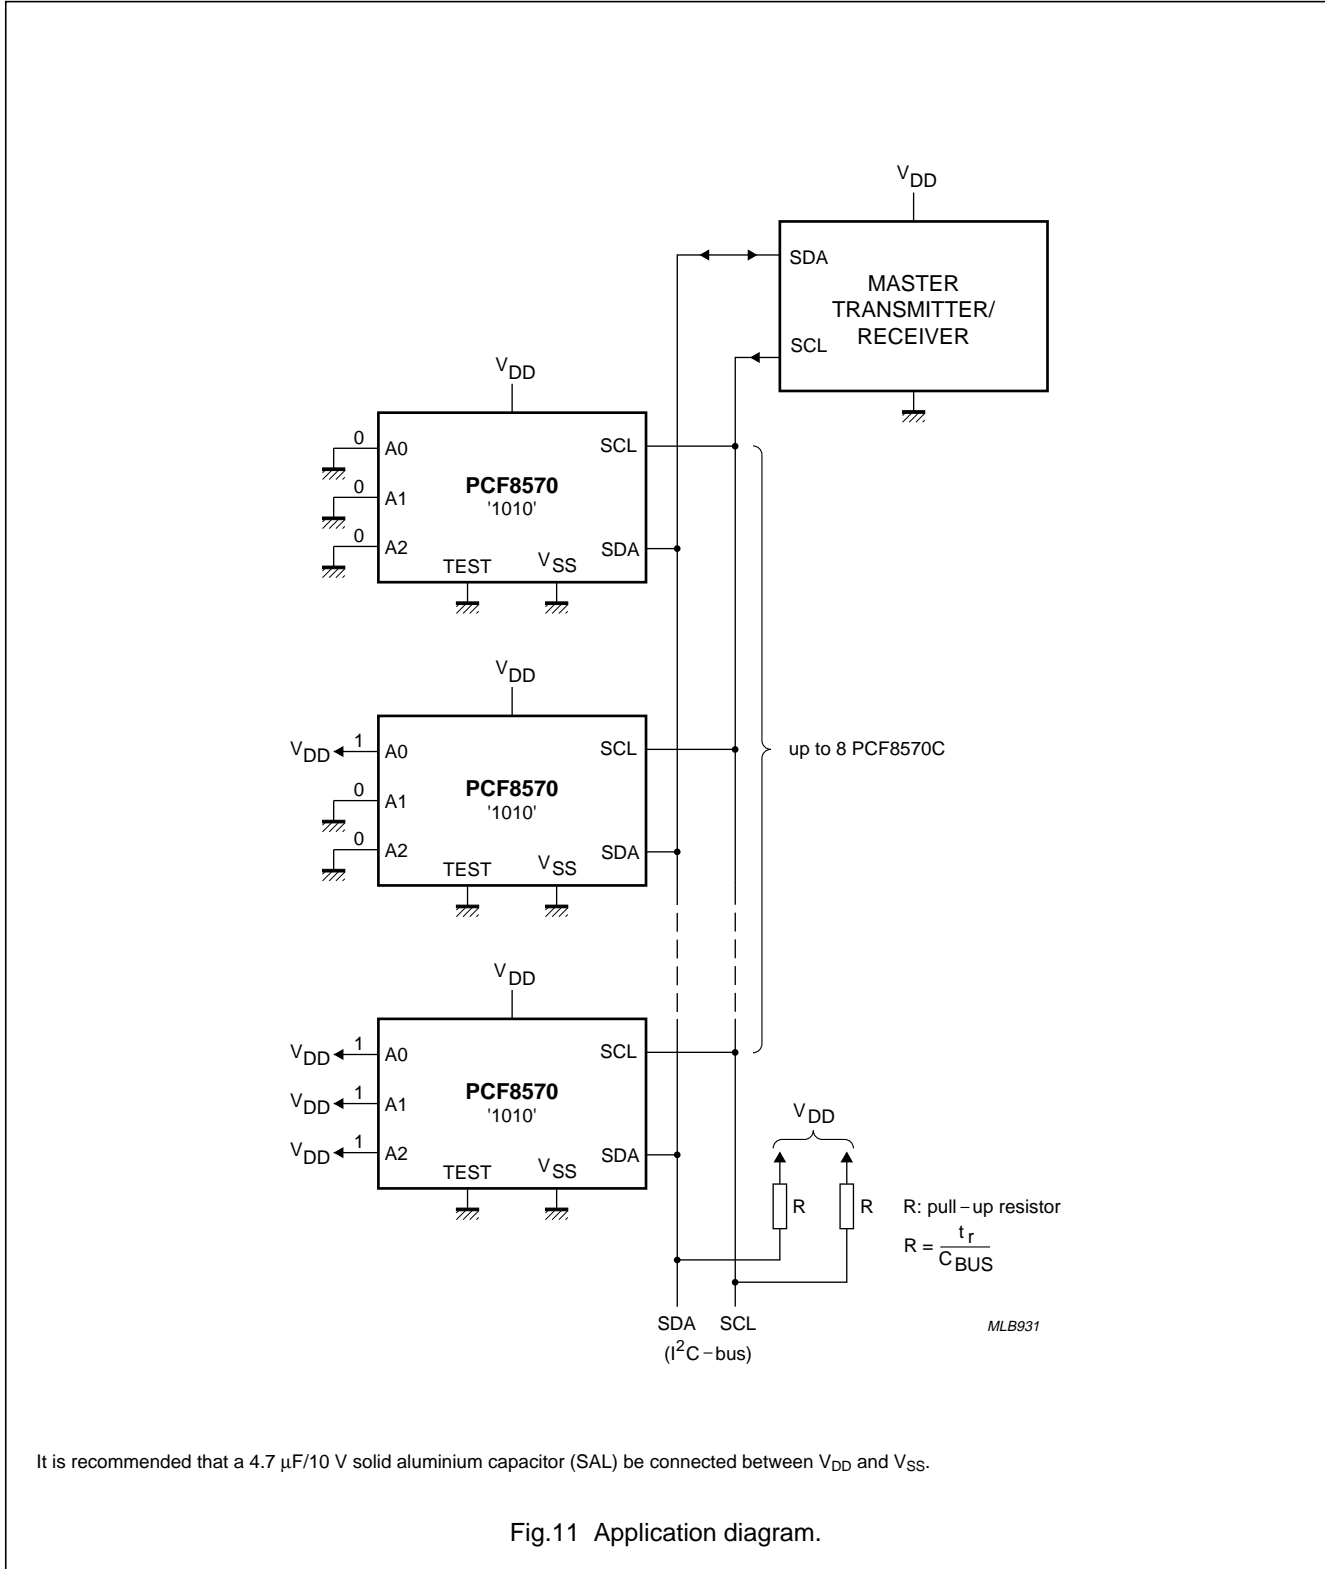 VDD
SDA
MASTER
TRANSMITTER/
RECEIVER
SCL
VDD
0
A0
SCL
PCF8570
'1010'
0
A1
0
A2
SDA
TEST
VSS
VDD
VDD
1
A0
SCL
up to 8 PCF8570C
PCF8570
'1010'
0
A1
0
A2
SDA
TEST
VSS
VDD
VDD
1
A0
SCL
PCF8570
'1010'
VDD
1
A1
VDD
1
A2
SDA
TEST
VSS
VDD
R
R
R: pull−up resistor
R = tr / CBUS
SDA SCL
(I²C−bus)
MLB931
It is recommended that a 4.7 µF/10 V solid aluminium capacitor (SAL) be connected between VDD and VSS.
Fig.11 Application diagram.